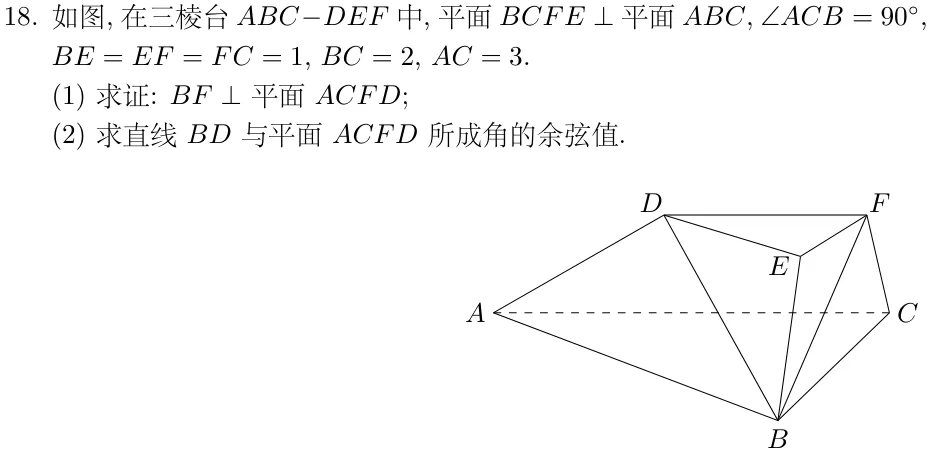 18. 如图, 在三棱台 ABC−DEF 中, 平面 BCFE ⊥ 平面 ABC, ∠ACB = 90°,
BE = EF = FC = 1, BC = 2, AC = 3.
(1) 求证: BF ⊥ 平面 ACFD;
(2) 求直线 BD 与平面 ACFD 所成角的余弦值.
D
F
E
A
C
B